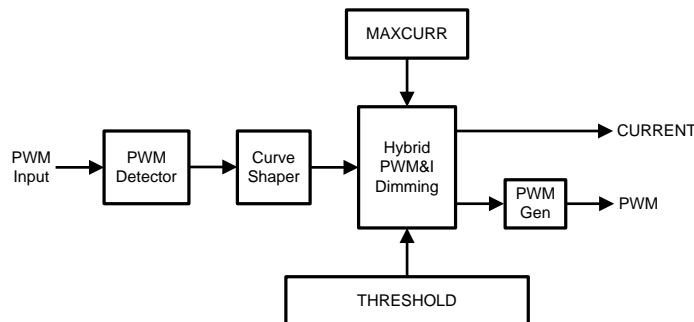 MAXCURR
PWM
Input
PWM
Detector
Curve
Shaper
Hybrid
PWM&I
Dimming
CURRENT
PWM
Gen
PWM
THRESHOLD